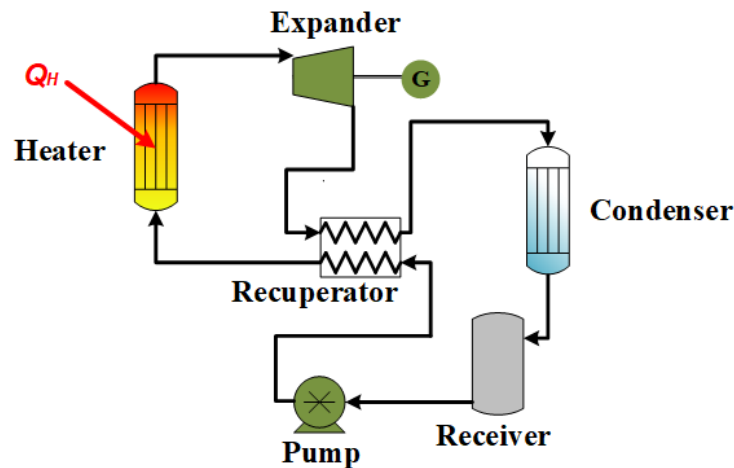 Expander
QH
G
Heater
Condenser
Recuperator
Receiver
Pump